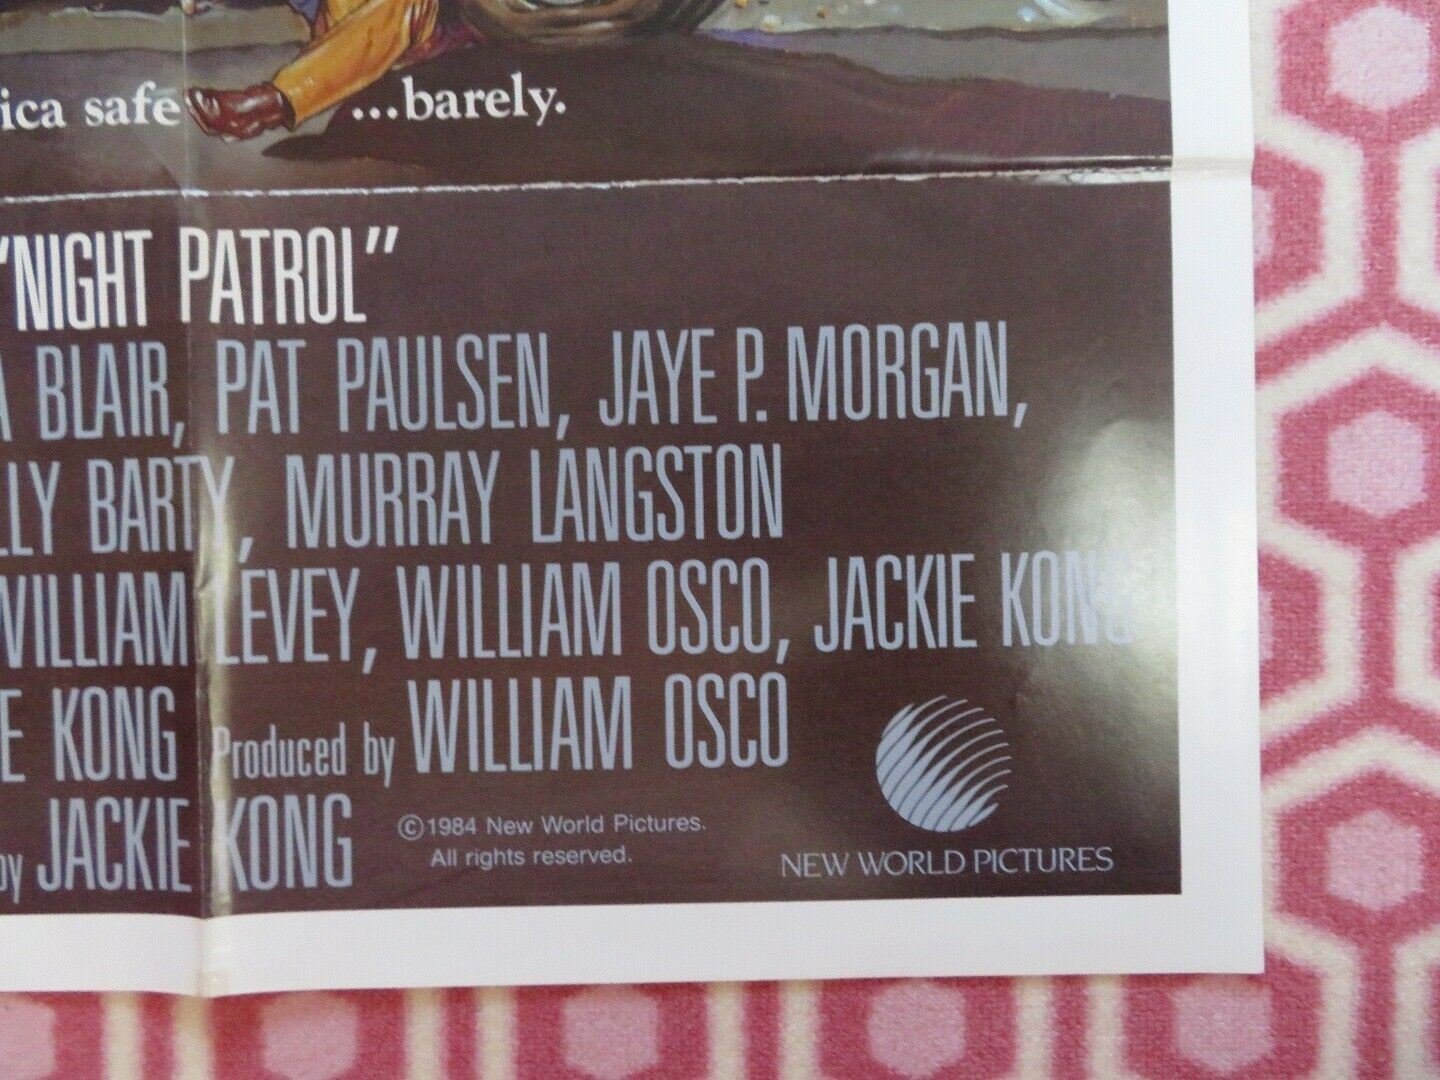 ica safe ...barely.
"NIGHT PATROL"
A BLAIR, PAT PAULSEN, JAYE P. MORGAN,
LLY BARTY, MURRAY LANGSTON
WILLIAM LEVEY, WILLIAM OSCO, JACKIE KONG
E KONG Produced by WILLIAM OSCO
by JACKIE KONG
©1984 New World Pictures.
All rights reserved.
NEW WORLD PICTURES